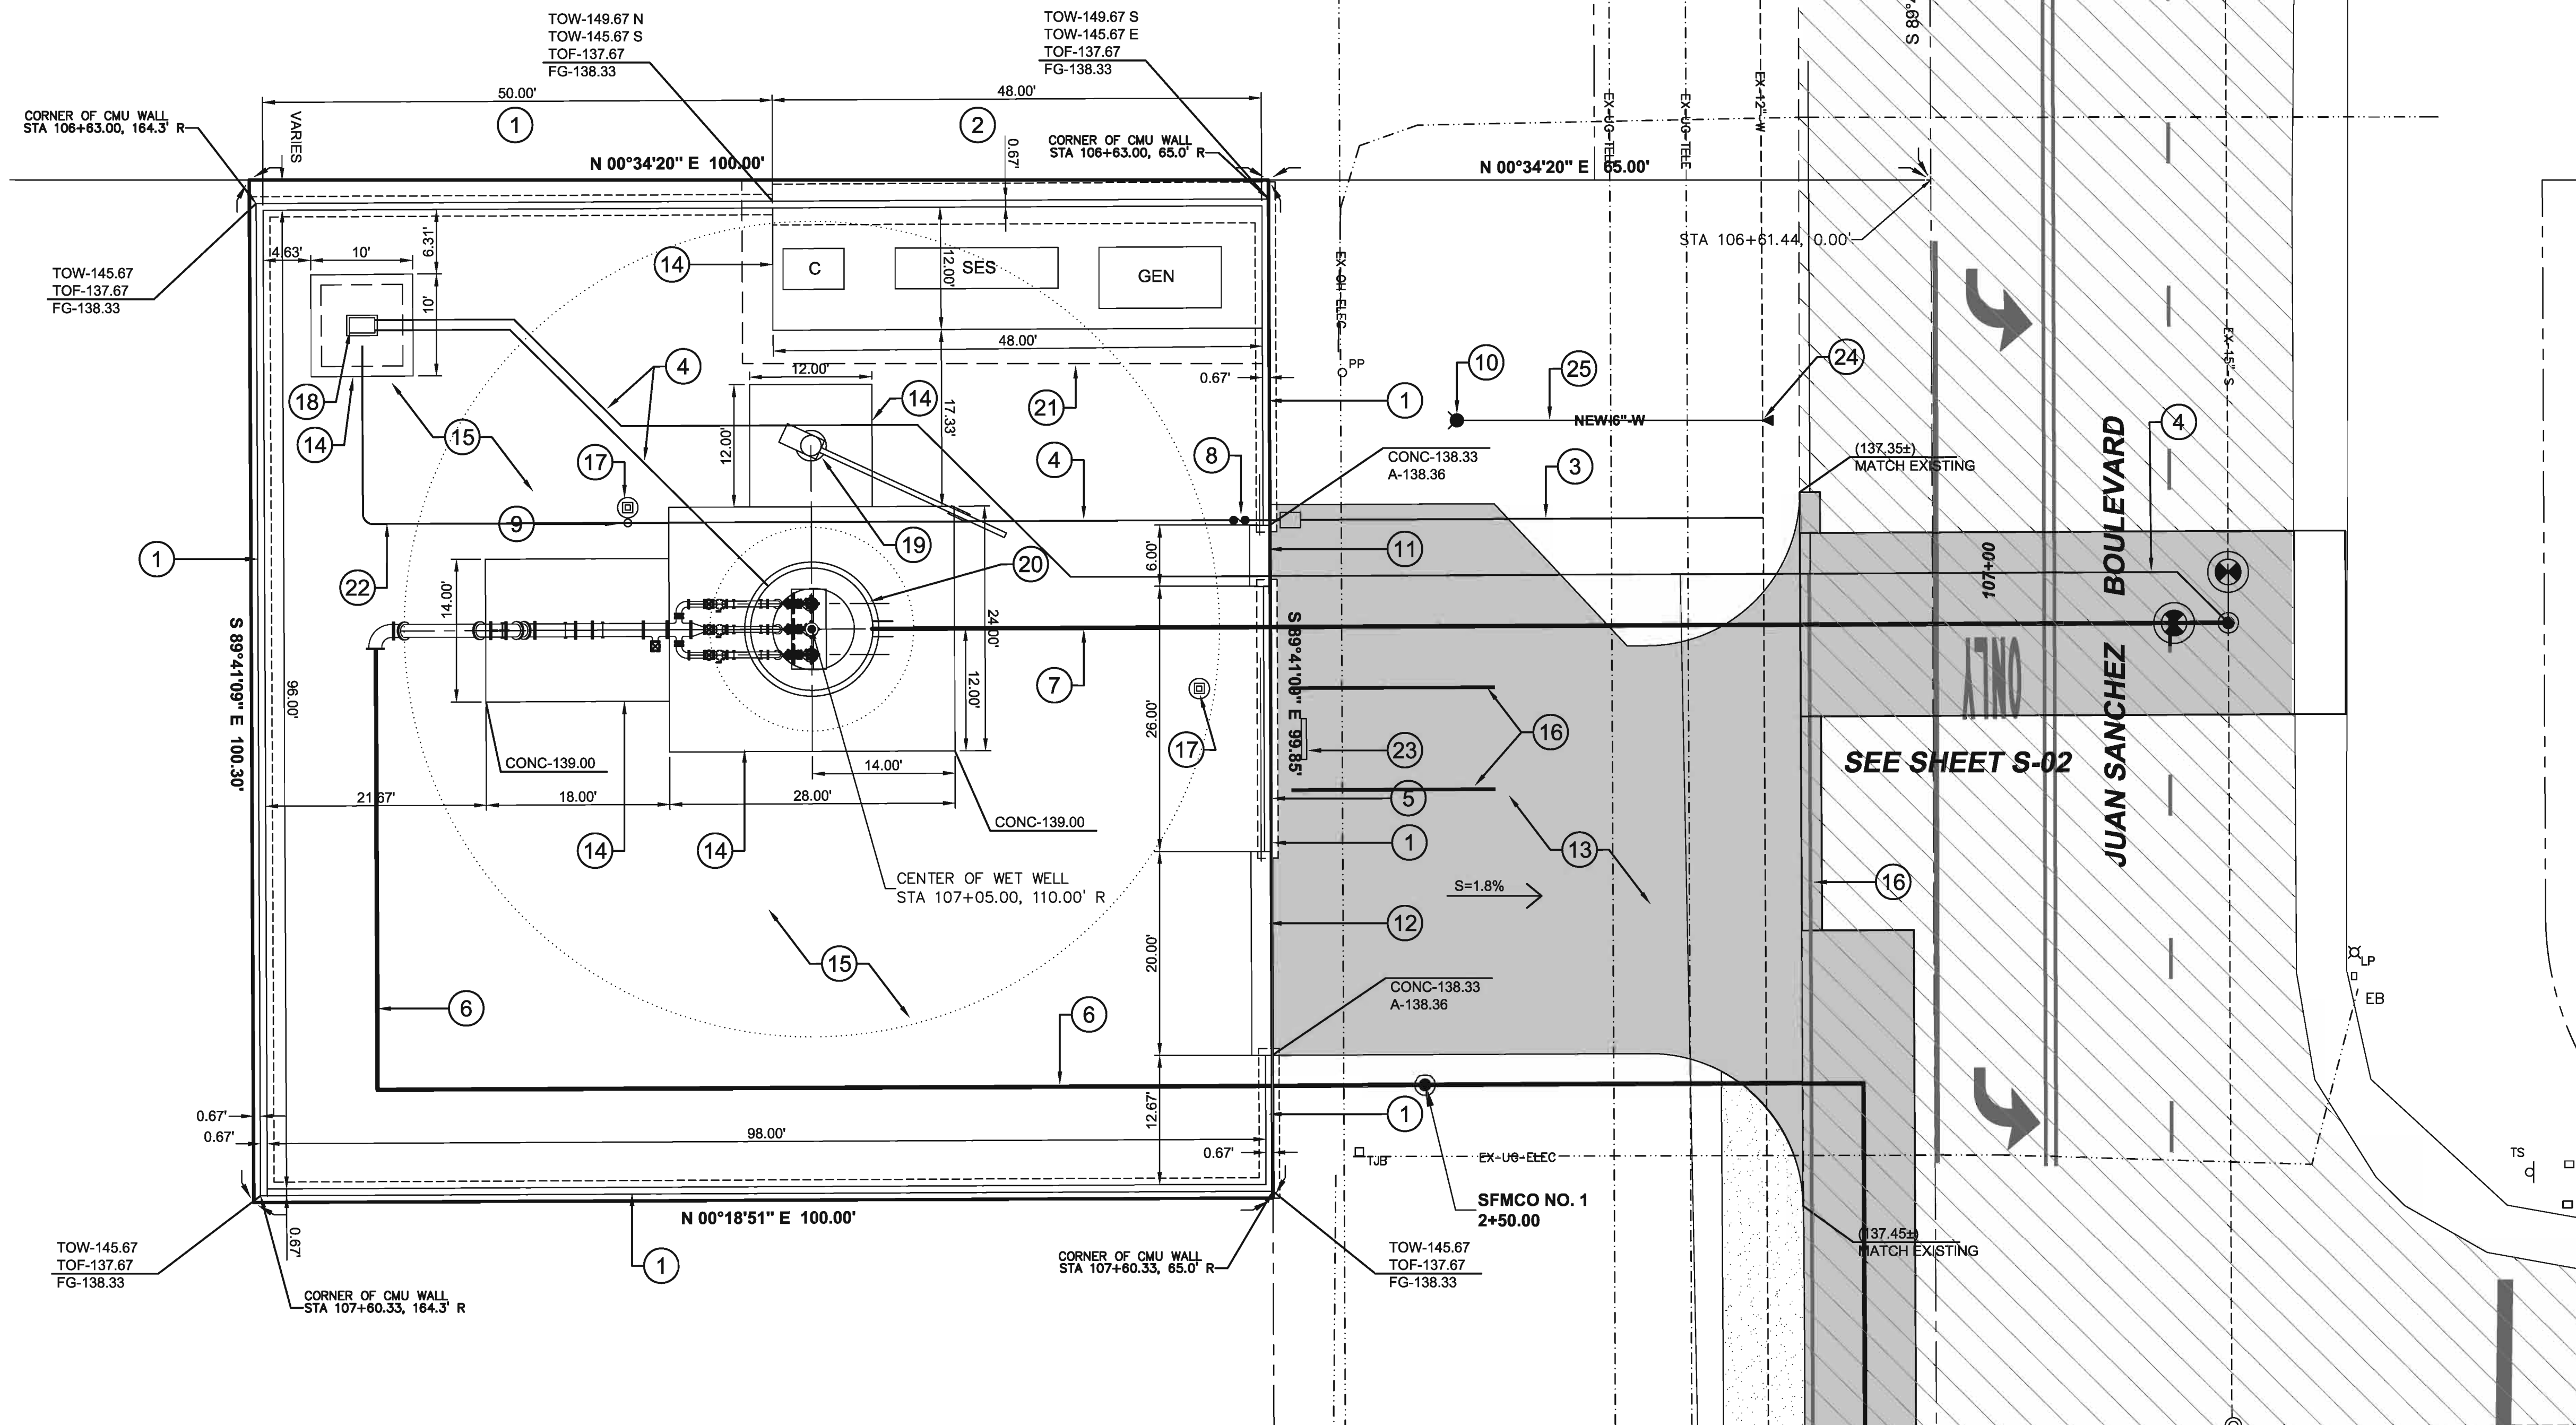 TOW-149.67 N
TOW-145.67 S
TOF-137.67
FG-138.33
TOW-149.67 S
TOW-145.67 E
TOF-137.67
FG-138.33
CORNER OF CMU WALL
STA 106+63.00, 164.3' R
VARIES
50.00'
1
48.00'
2
0.67'
CORNER OF CMU WALL
STA 106+63.00, 65.0' R
N 00°34'20" E 100.00'
N 00°34'20" E 65.00'
EX-UG-TELE
EX-UG-TELE
EX-12"-W
STA 106+61.44, 0.00'
TOW-145.67
TOF-137.67
FG-138.33
4.63'
10'
6.31'
10'
14
C
SES
GEN
12.00'
48.00'
EX-OH-ELEC
PP
EX-15"-S
18
14
15
4
12.00'
12.00'
14
17.33'
21
0.67'
1
10
25
24
NEW 6"-W
17
9
4
8
CONC-138.33
A-138.36
3
(137.35±)
MATCH EXISTING
4
1
22
19
20
6.00'
11
14.00'
24.00'
12.00'
7
26.00'
17
S 89°41'09" E 99.85'
23
16
5
1
13
107+00
ONLY
JUAN SANCHEZ BOULEVARD
SEE SHEET S-02
16
S 89°41'09" E 100.30'
96.00'
CONC-139.00
21.67'
18.00'
28.00'
14.00'
CONC-139.00
14
14
CENTER OF WET WELL
STA 107+05.00, 110.00' R
S=1.8%
12
15
20.00'
CONC-138.33
A-138.36
6
6
LP
EB
0.67'
0.67'
98.00'
12.67'
0.67'
1
TJB
EX-UG-ELEC
TS
SFMCO NO. 1
2+50.00
N 00°18'51" E 100.00'
0.67'
1
TOW-145.67
TOF-137.67
FG-138.33
CORNER OF CMU WALL
STA 107+60.33, 164.3' R
CORNER OF CMU WALL
STA 107+60.33, 65.0' R
TOW-145.67
TOF-137.67
FG-138.33
(137.45±)
MATCH EXISTING